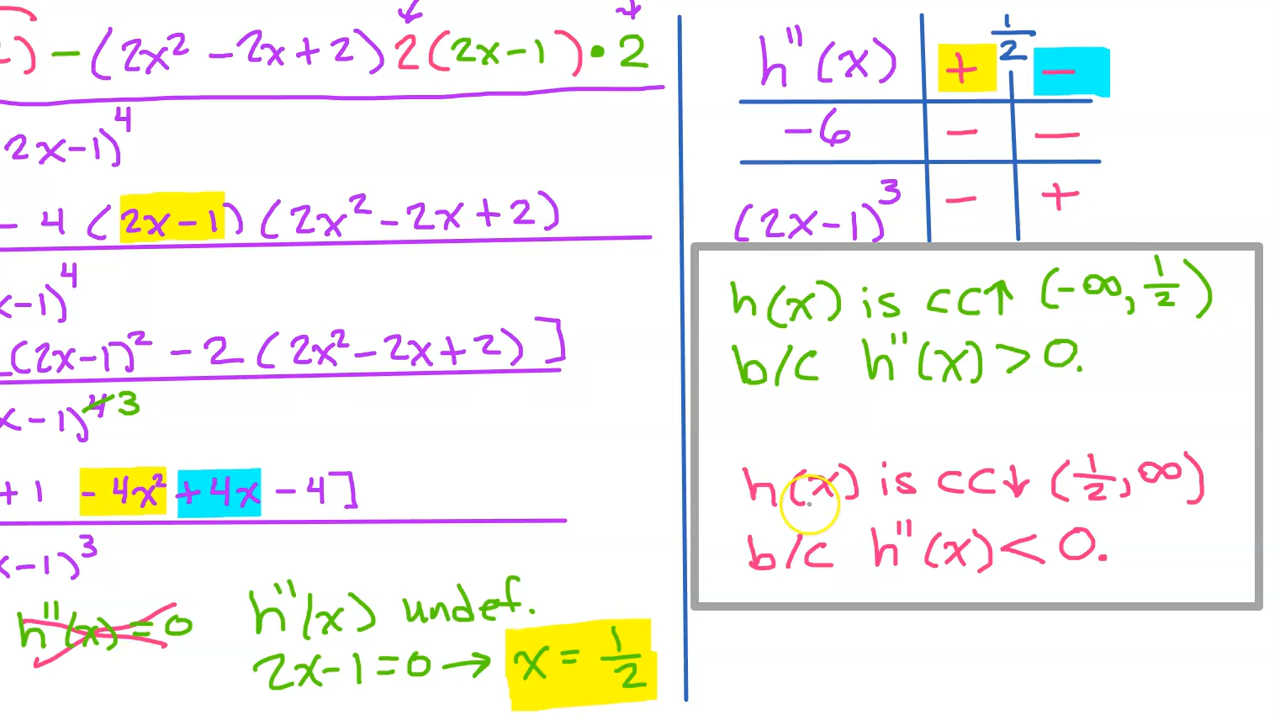 ) − (2x² − 2x + 2) 2(2x − 1) • 2
2x − 1)⁴
− 4 (2x − 1) (2x² − 2x + 2)
x − 1)⁴
(2x − 1)² − 2 (2x² − 2x + 2) ]
x − 1)⁴ 3
+ 1 − 4x² + 4x − 4]
x − 1)³
h''(x) = 0
h''(x) undef.
2x − 1 = 0 → x = 1/2
1/2
h''(x) + −
−6 − −
(2x − 1)³ − +
h(x) is cc↑ (−∞, 1/2)
b/c h''(x) > 0.
h(x) is cc↓ (1/2, ∞)
b/c h''(x) < 0.